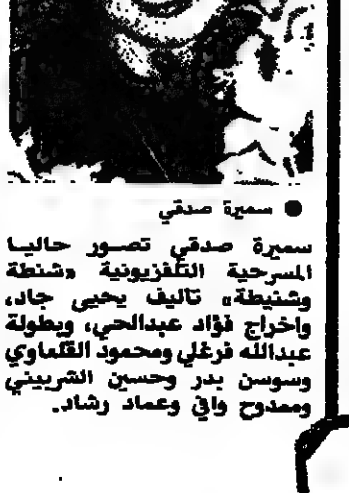 ● سميرة صدقي
سميرة صدقي تصور حاليا
المسرحية التلفزيونية «شنطة
وشنيطة» تأليف يحيى جاد،
واخراج فؤاد عبدالحي، وبطولة
عبدالله فرغلي ومحمود القلعاوي
وسوسن بدر وحسين الشربيني
وممدوح وافي وعماد رشاد.